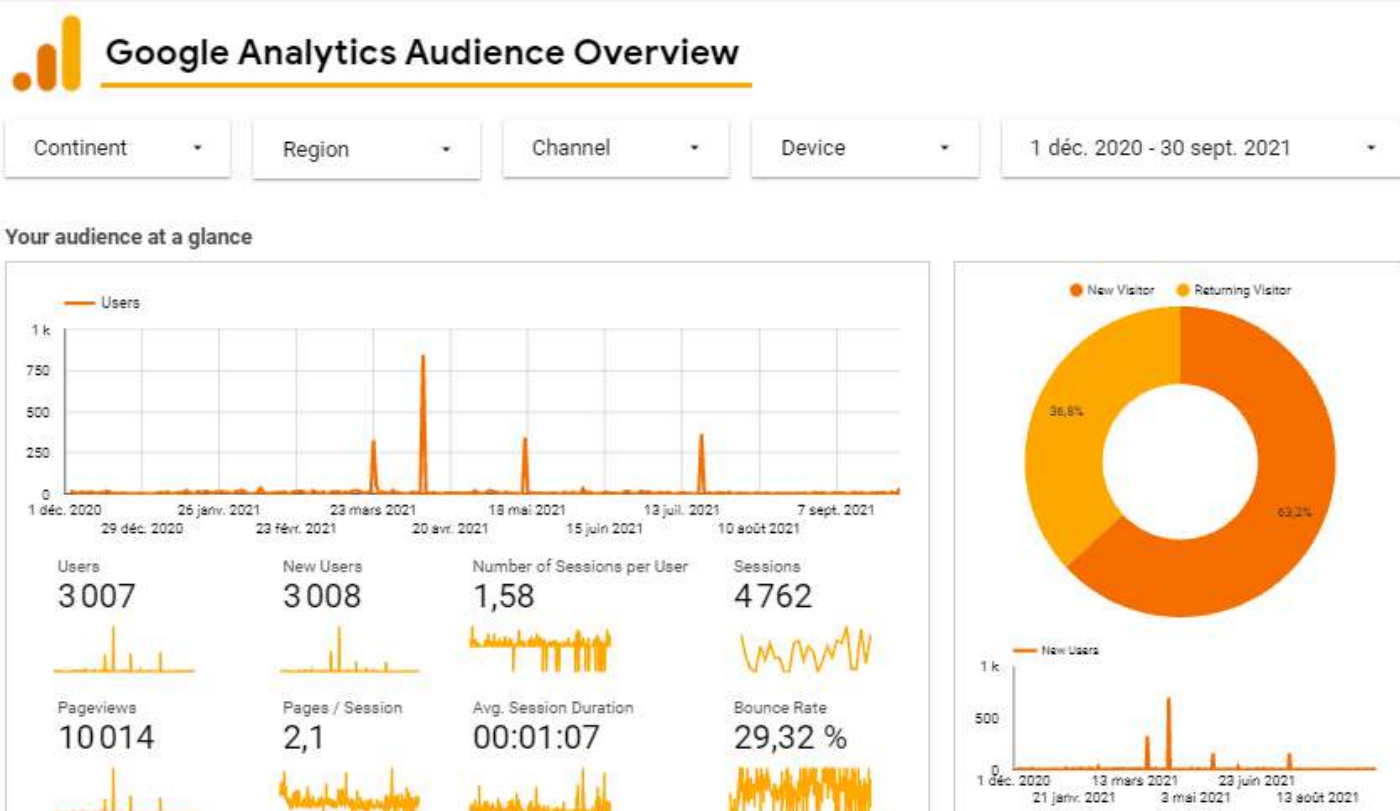 Google Analytics Audience Overview
Continent
Region
Channel
Device
1 déc. 2020 - 30 sept. 2021
Your audience at a glance
Users
1 k
750
500
250
0
1 déc. 2020
26 janv. 2021
23 mars 2021
18 mai 2021
13 juil. 2021
7 sept. 2021
29 déc. 2020
23 févr. 2021
20 avr. 2021
15 juin 2021
10 août 2021
New Visitor
Returning Visitor
36,8%
63,2%
Users
New Users
Number of Sessions per User
Sessions
3 007
3 008
1,58
4 762
Pageviews
Pages / Session
Avg. Session Duration
Bounce Rate
10 014
2,1
00:01:07
29,32 %
New Users
1 k
500
0
1 déc. 2020
13 mars 2021
23 juin 2021
21 janv. 2021
3 mai 2021
13 août 2021